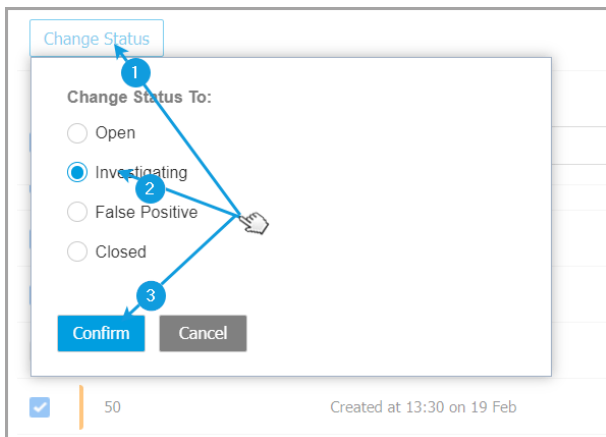 Change Status
1
Change Status To:
Open
Investigating
2
False Positive
Closed
3
Confirm Cancel
50 Created at 13:30 on 19 Feb